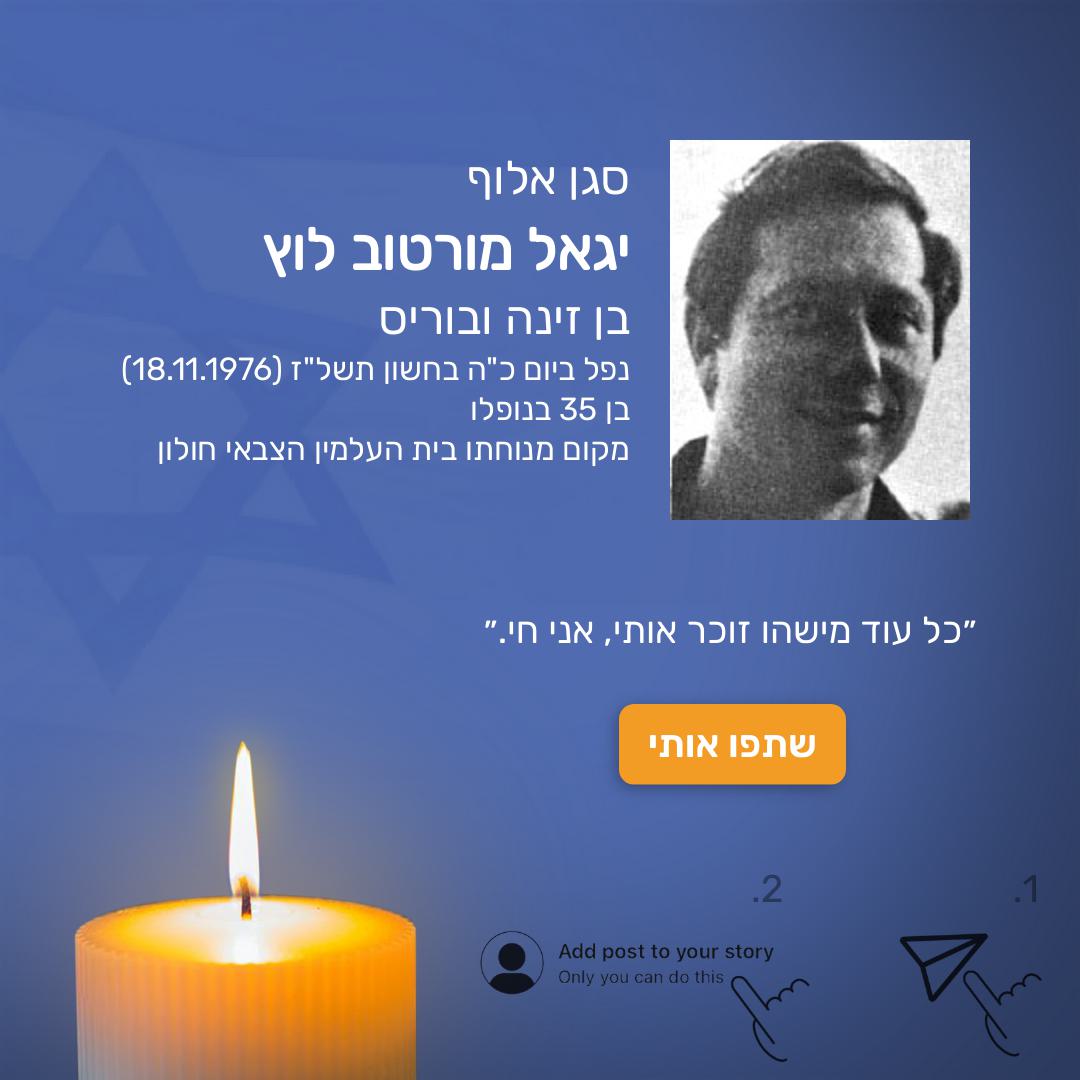 סגן אלוף
יגאל מורטוב לוץ
בן זינה ובוריס
נפל ביום כ"ה בחשון תשל"ז (18.11.1976)
בן 35 בנופלו
מקום מנוחתו בית העלמין הצבאי חולון
״כל עוד מישהו זוכר אותי, אני חי.״
שתפו אותי
1.
2.
Add post to your story
Only you can do this